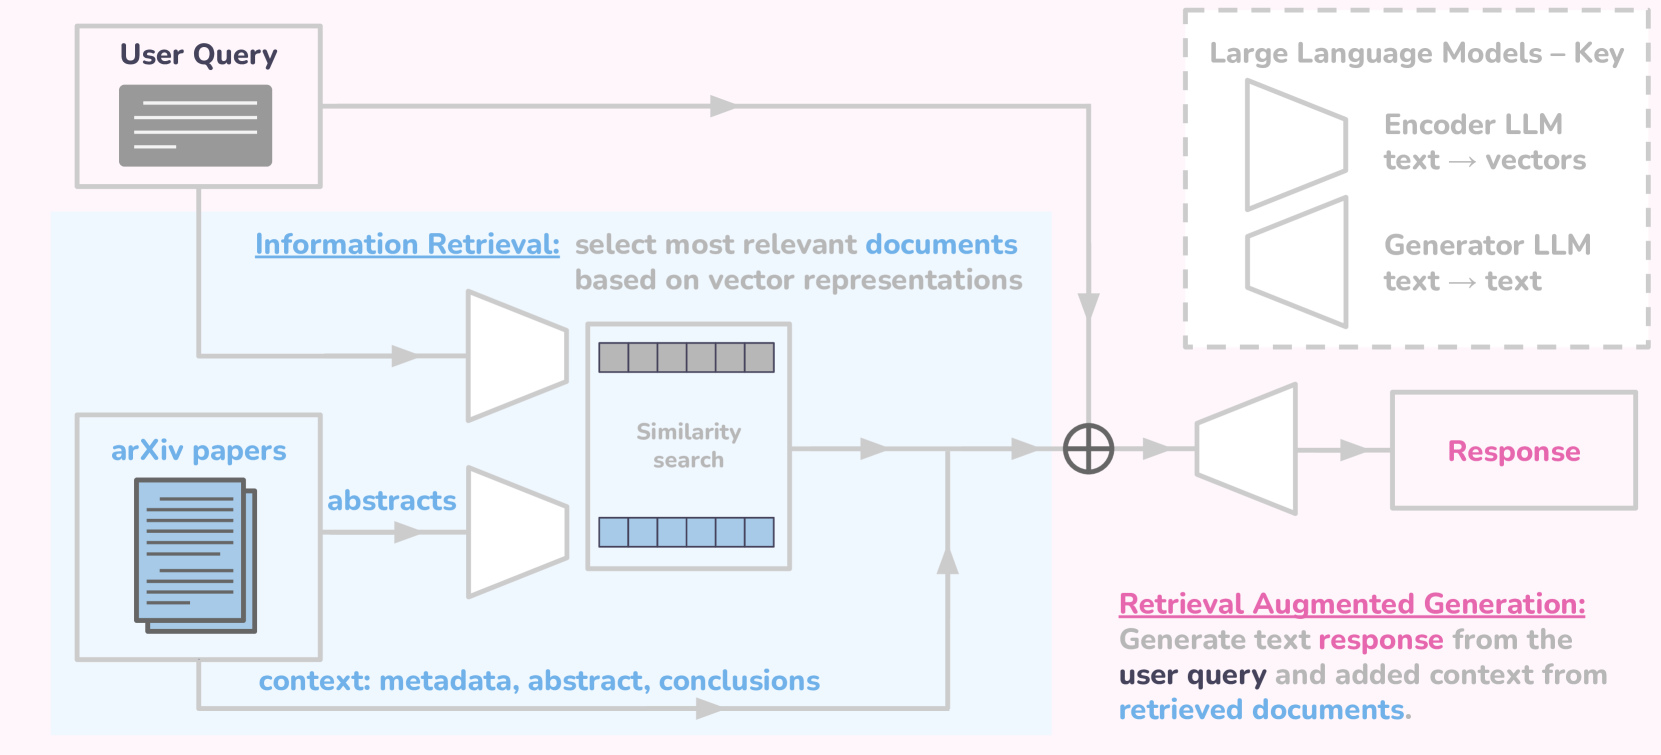 User Query
Large Language Models – Key
Encoder LLM
text → vectors
Generator LLM
text → text
Information Retrieval: select most relevant documents
based on vector representations
Similarity
search
arXiv papers
abstracts
context: metadata, abstract, conclusions
Response
Retrieval Augmented Generation:
Generate text response from the
user query and added context from
retrieved documents.